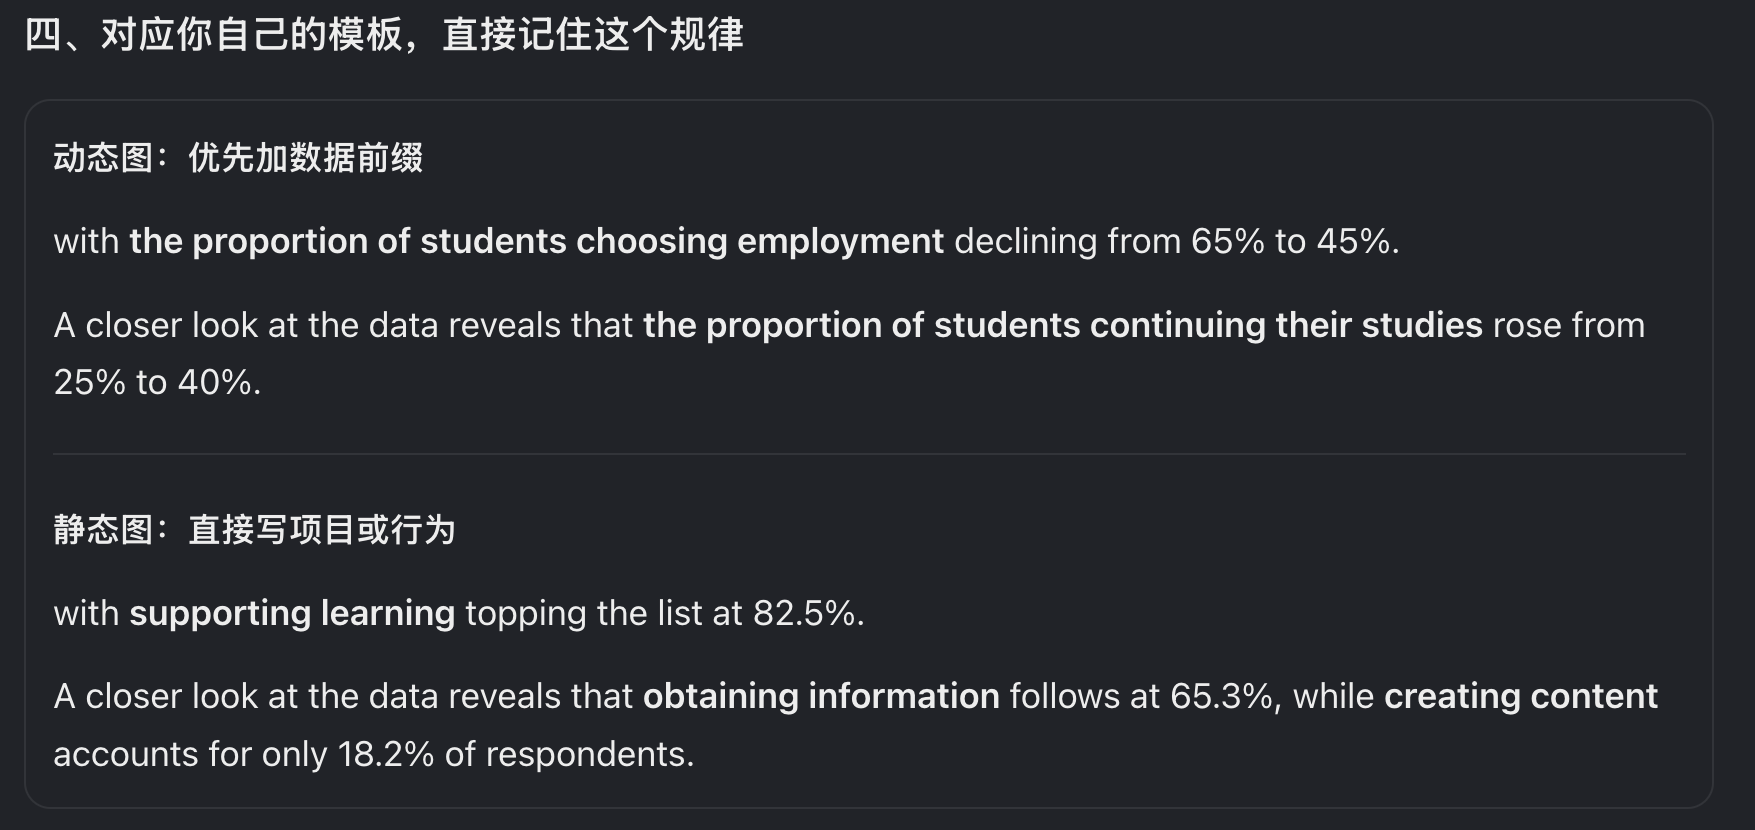 四、对应你自己的模板，直接记住这个规律
动态图：优先加数据前缀
with the proportion of students choosing employment declining from 65% to 45%.
A closer look at the data reveals that the proportion of students continuing their studies rose from
25% to 40%.
静态图：直接写项目或行为
with supporting learning topping the list at 82.5%.
A closer look at the data reveals that obtaining information follows at 65.3%, while creating content
accounts for only 18.2% of respondents.